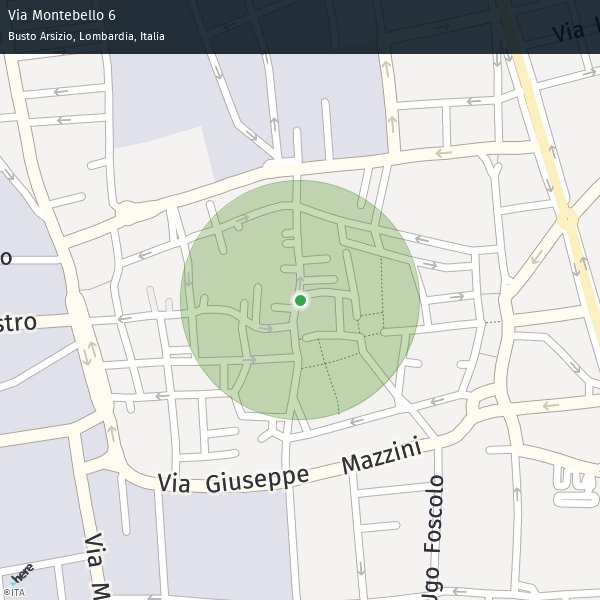 Via Montebello 6
Busto Arsizio, Lombardia, Italia
Via
o
stro
Via Giuseppe Mazzini
Ugo Foscolo
Via M
here
©ITA